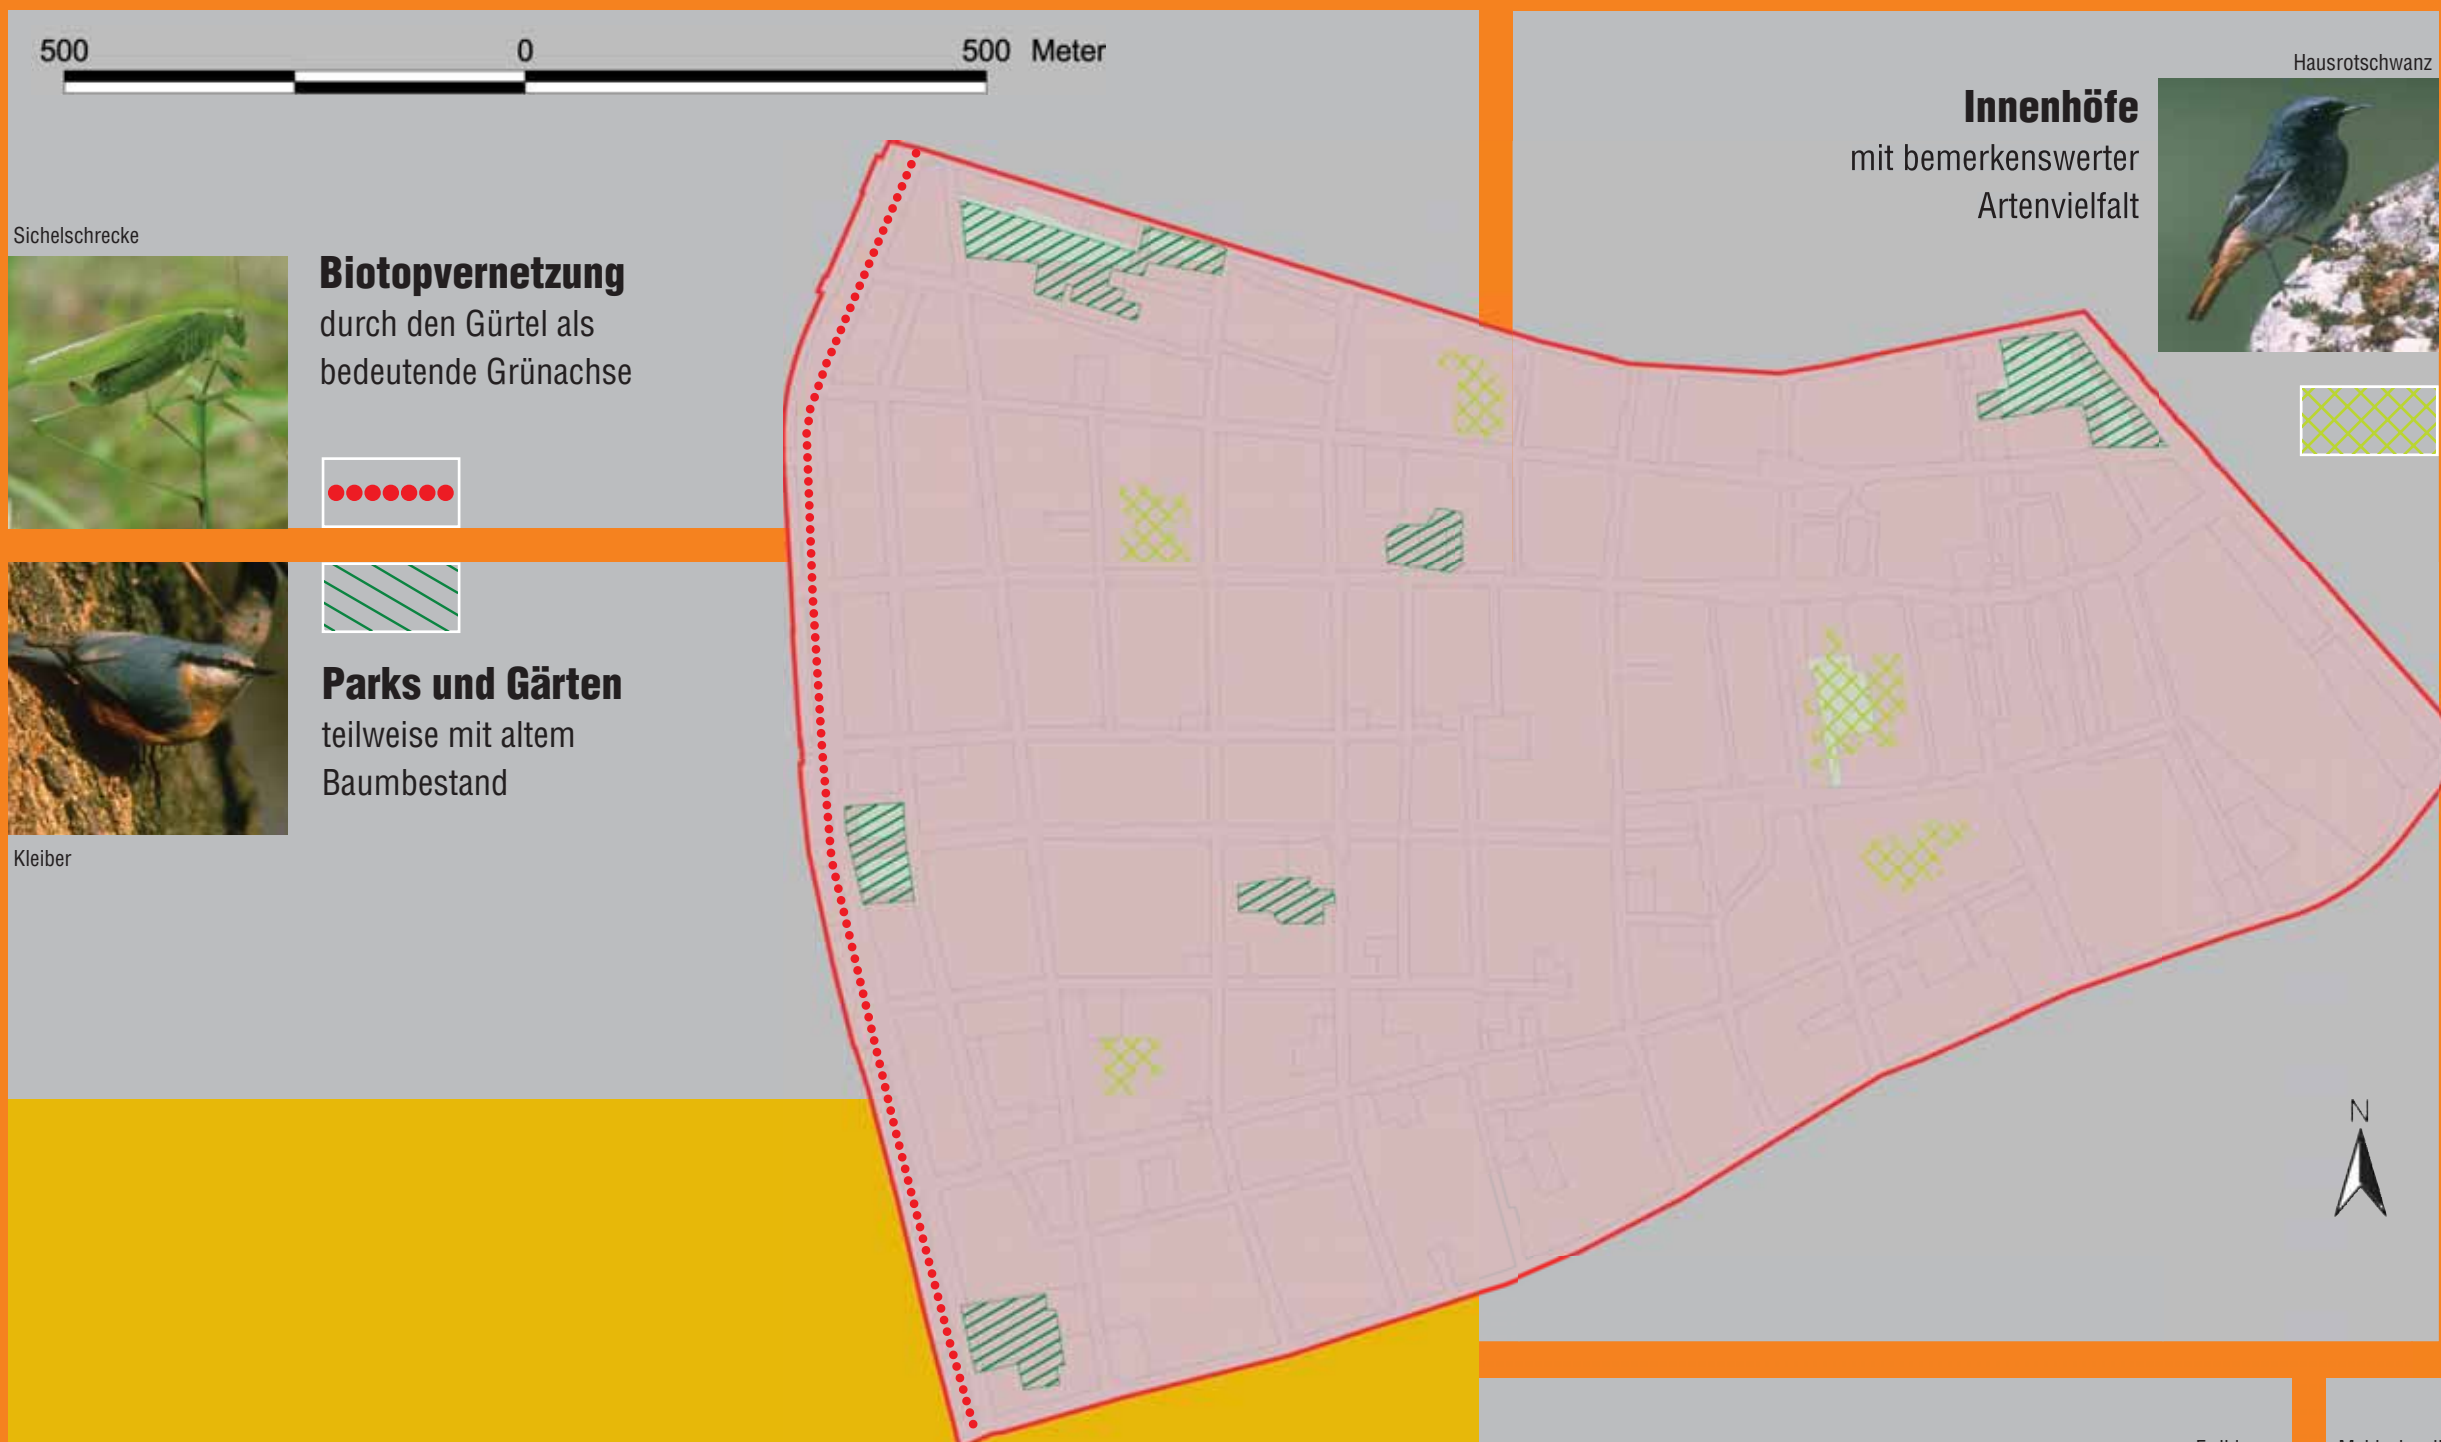 500 0 500 Meter
Hausrotschwanz
Innenhöfe
mit bemerkenswerter
Artenvielfalt
Sichelschrecke
Biotopvernetzung
durch den Gürtel als
bedeutende Grünachse
Parks und Gärten
teilweise mit altem
Baumbestand
Kleiber
N